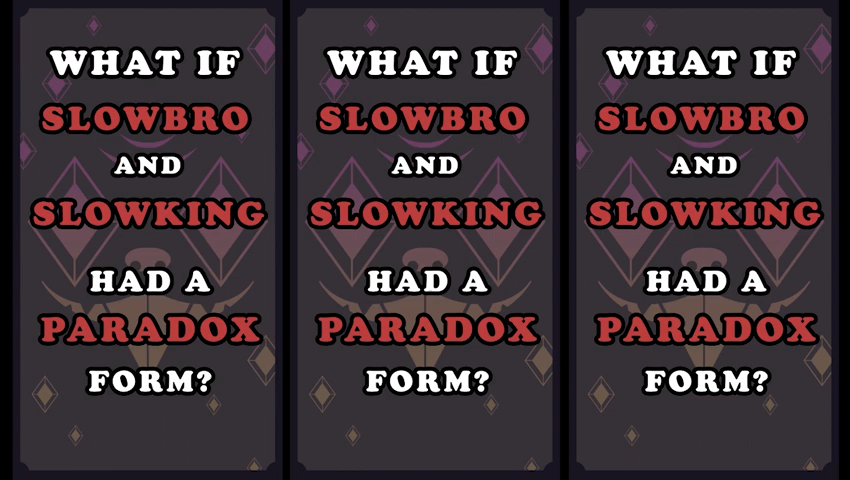 WHAT IF
SLOWBRO
AND
SLOWKING
HAD A
PARADOX
FORM?
WHAT IF
SLOWBRO
AND
SLOWKING
HAD A
PARADOX
FORM?
WHAT IF
SLOWBRO
AND
SLOWKING
HAD A
PARADOX
FORM?